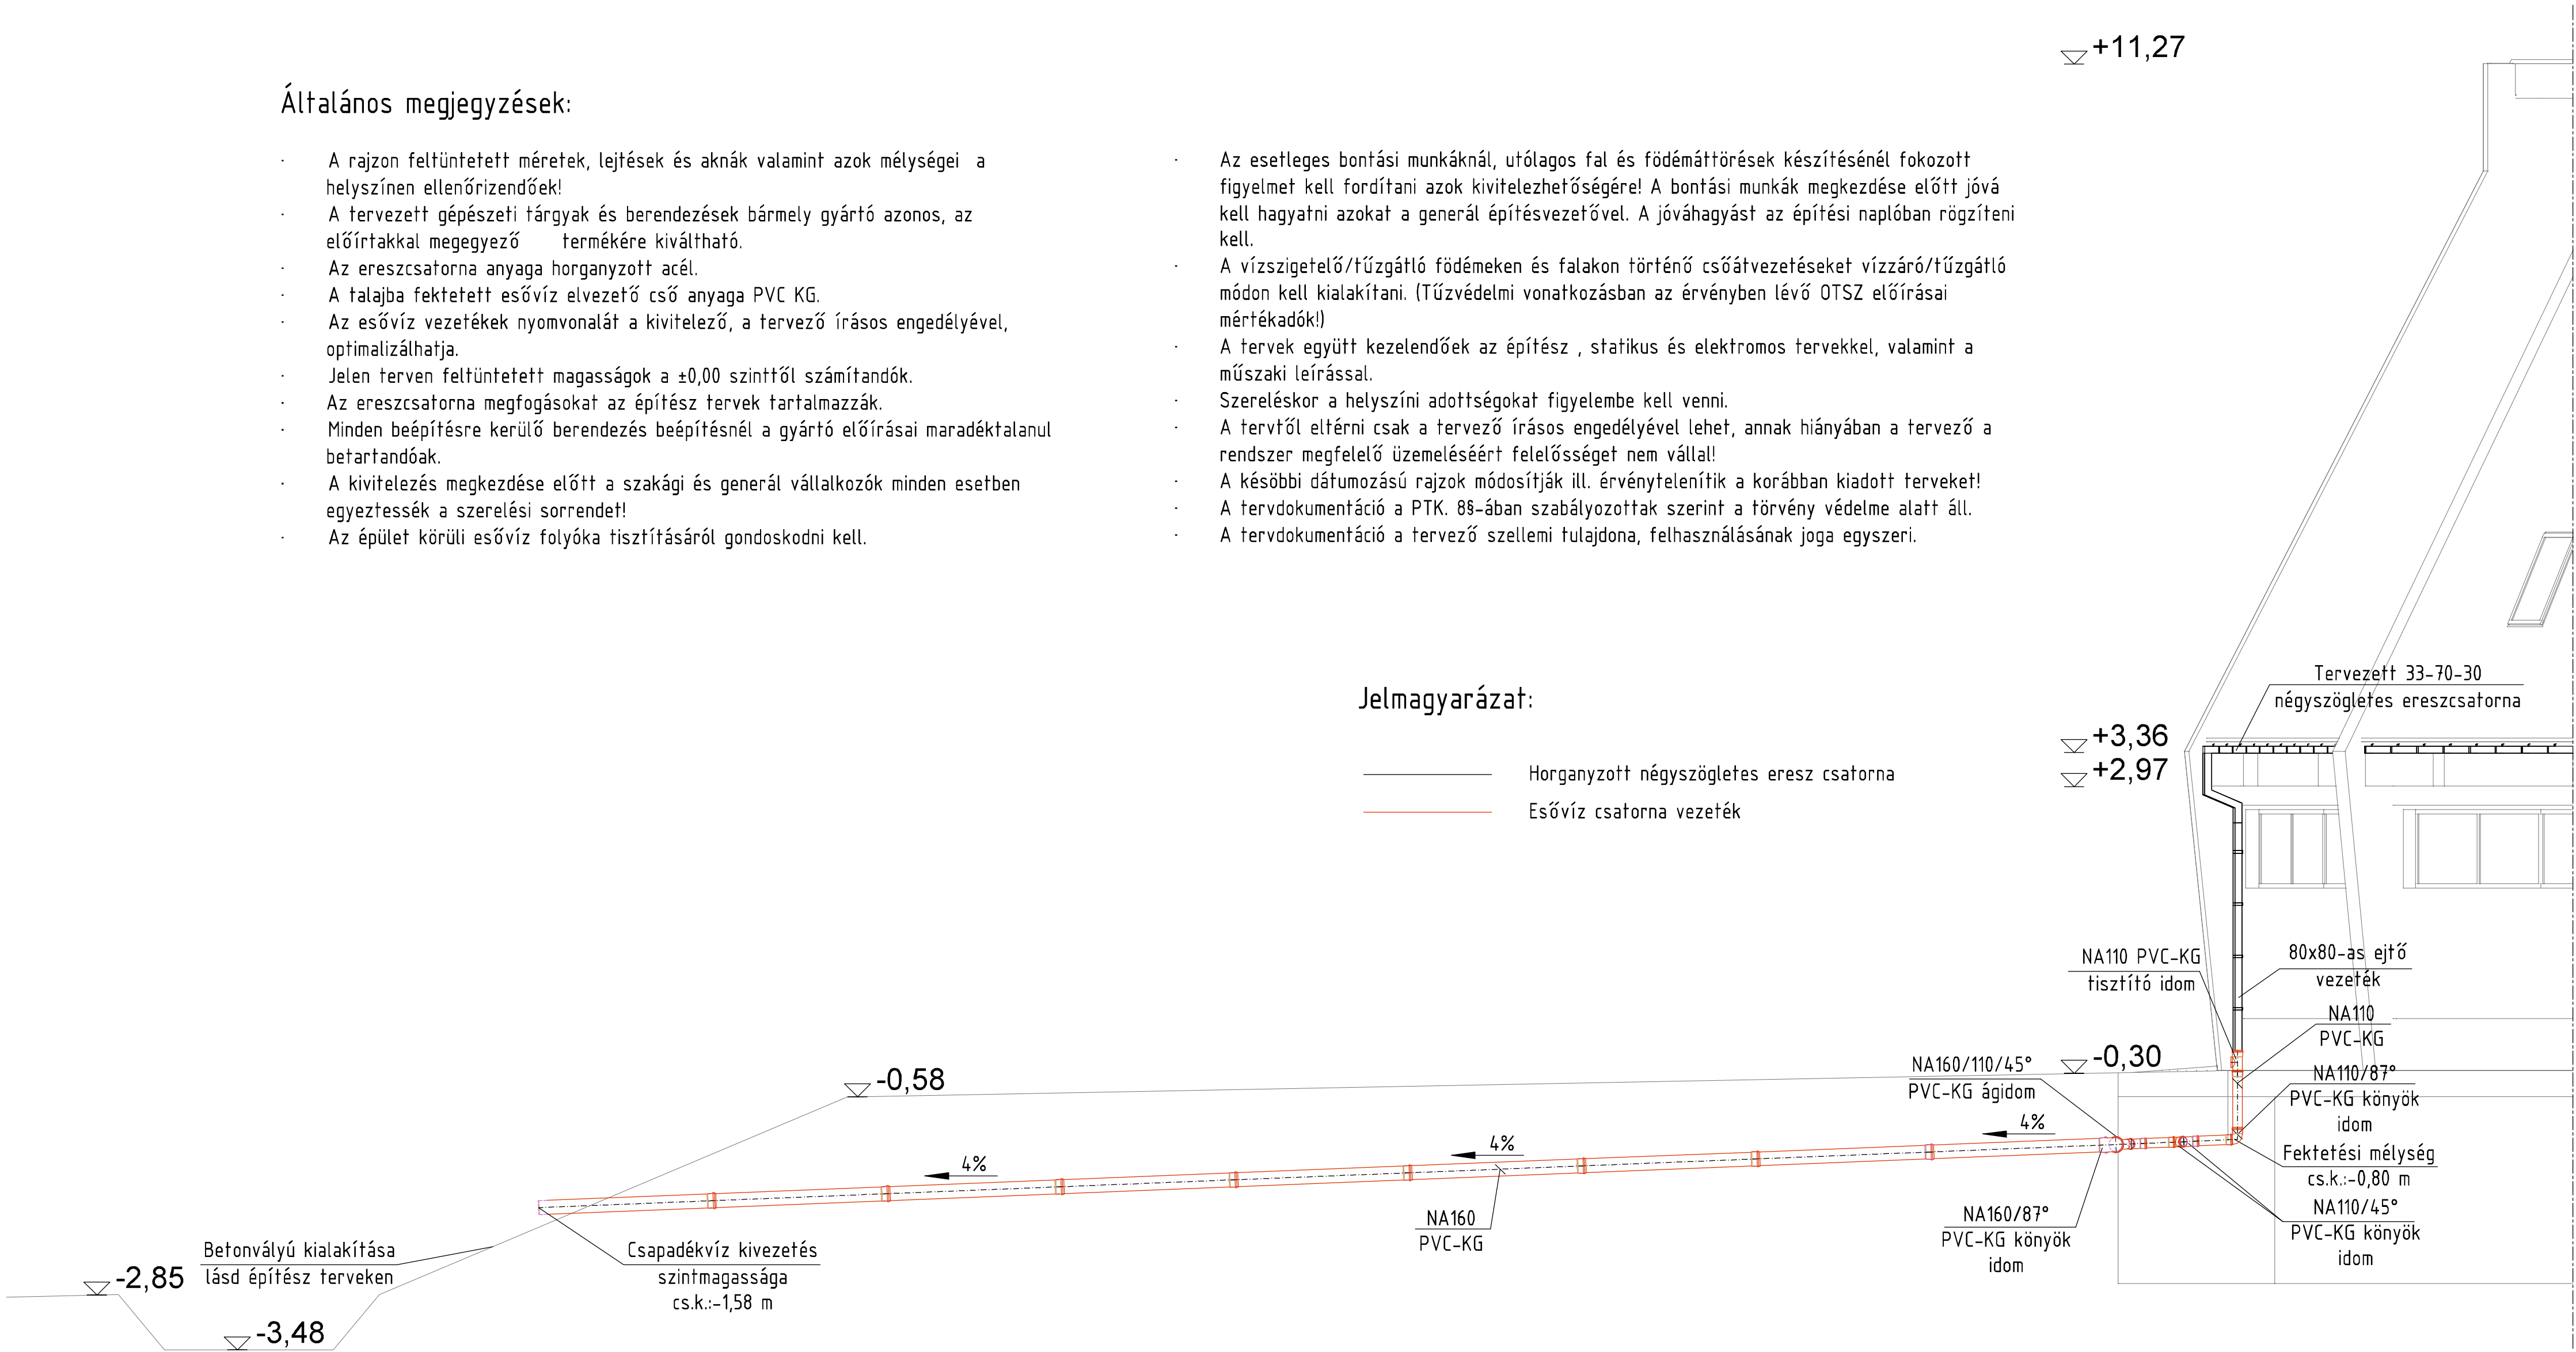 +11,27
Általános megjegyzések:
· A rajzon feltüntetett méretek, lejtések és aknák valamint azok mélységei a
helyszínen ellenőrizendőek!
· A tervezett gépészeti tárgyak és berendezések bármely gyártó azonos, az
előírtakkal megegyező termékére kiváltható.
· Az ereszcsatorna anyaga horganyzott acél.
· A talajba fektetett esővíz elvezető cső anyaga PVC KG.
· Az esővíz vezetékek nyomvonalát a kivitelező, a tervező írásos engedélyével,
optimalizálhatja.
· Jelen terven feltüntetett magasságok a ±0,00 szinttől számítandók.
· Az ereszcsatorna megfogásokat az építész tervek tartalmazzák.
· Minden beépítésre kerülő berendezés beépítésnél a gyártó előírásai maradéktalanul
betartandóak.
· A kivitelezés megkezdése előtt a szakági és generál vállalkozók minden esetben
egyeztessék a szerelési sorrendet!
· Az épület körüli esővíz folyóka tisztításáról gondoskodni kell.
· Az esetleges bontási munkáknál, utólagos fal és födémáttörések készítésénél fokozott
figyelmet kell fordítani azok kivitelezhetőségére! A bontási munkák megkezdése előtt jóvá
kell hagyatni azokat a generál építésvezetővel. A jóváhagyást az építési naplóban rögzíteni
kell.
· A vízszigetelő/tűzgátló födémeken és falakon történő csőátvezetéseket vízzáró/tűzgátló
módon kell kialakítani. (Tűzvédelmi vonatkozásban az érvényben lévő OTSZ előírásai
mértékadók!)
· A tervek együtt kezelendőek az építész , statikus és elektromos tervekkel, valamint a
műszaki leírással.
· Szereléskor a helyszíni adottságokat figyelembe kell venni.
· A tervtől eltérni csak a tervező írásos engedélyével lehet, annak hiányában a tervező a
rendszer megfelelő üzemeléséért felelősséget nem vállal!
· A későbbi dátumozású rajzok módosítják ill. érvénytelenítik a korábban kiadott terveket!
· A tervdokumentáció a PTK. 8§-ában szabályozottak szerint a törvény védelme alatt áll.
· A tervdokumentáció a tervező szellemi tulajdona, felhasználásának joga egyszeri.
Jelmagyarázat:
Horganyzott négyszögletes eresz csatorna
Esővíz csatorna vezeték
Tervezett 33-70-30
négyszögletes ereszcsatorna
+3,36
+2,97
NA110 PVC-KG
tisztító idom
80x80-as ejtő
vezeték
NA110
PVC-KG
-0,30
NA160/110/45°
PVC-KG ágidom
NA110/87°
PVC-KG könyök
idom
-0,58
4%
4%
4%
Fektetési mélység
cs.k.:-0,80 m
NA110/45°
PVC-KG könyök
idom
NA160/87°
PVC-KG könyök
idom
NA160
PVC-KG
Csapadékvíz kivezetés
szintmagassága
cs.k.:-1,58 m
Betonvályú kialakítása
lásd építész terveken
-2,85
-3,48